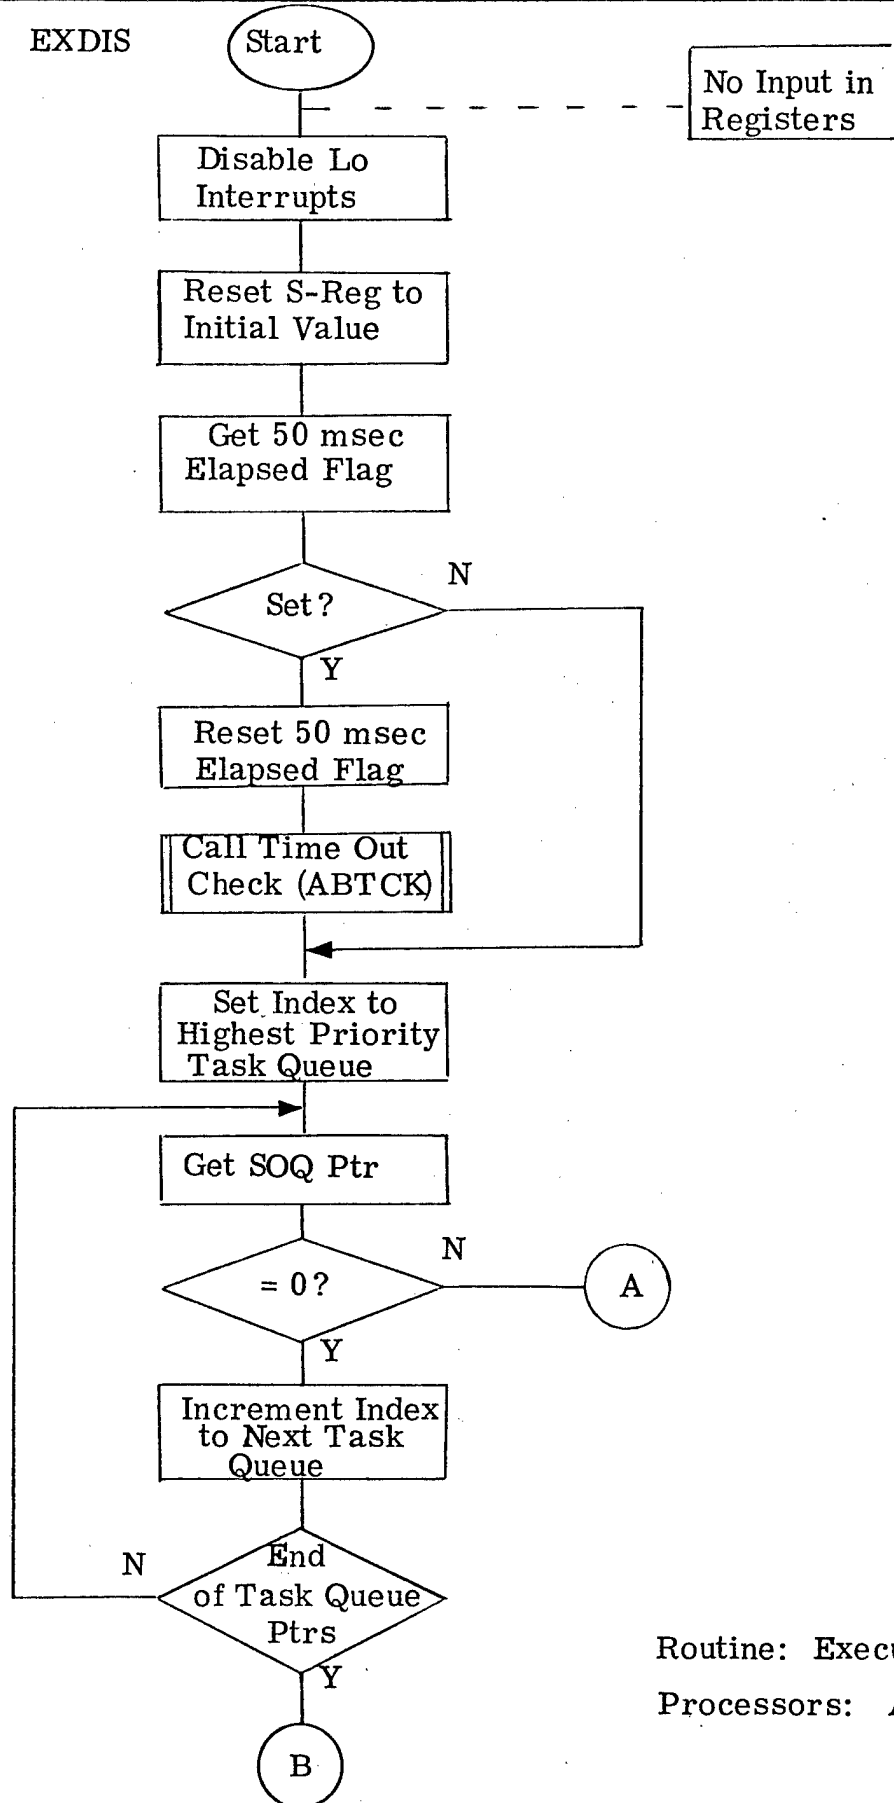 EXDIS
Start
No Input in
Registers
Disable Lo
Interrupts
Reset S-Reg to
Initial Value
Get 50 msec
Elapsed Flag
N
Set?
Y
Reset 50 msec
Elapsed Flag
Call Time Out
Check (ABTCK)
Set Index to
Highest Priority
Task Queue
Get SOQ Ptr
N
= 0?
A
Y
Increment Index
to Next Task
Queue
N
End
of Task Queue
Ptrs
Y
Routine:
Processors:
B